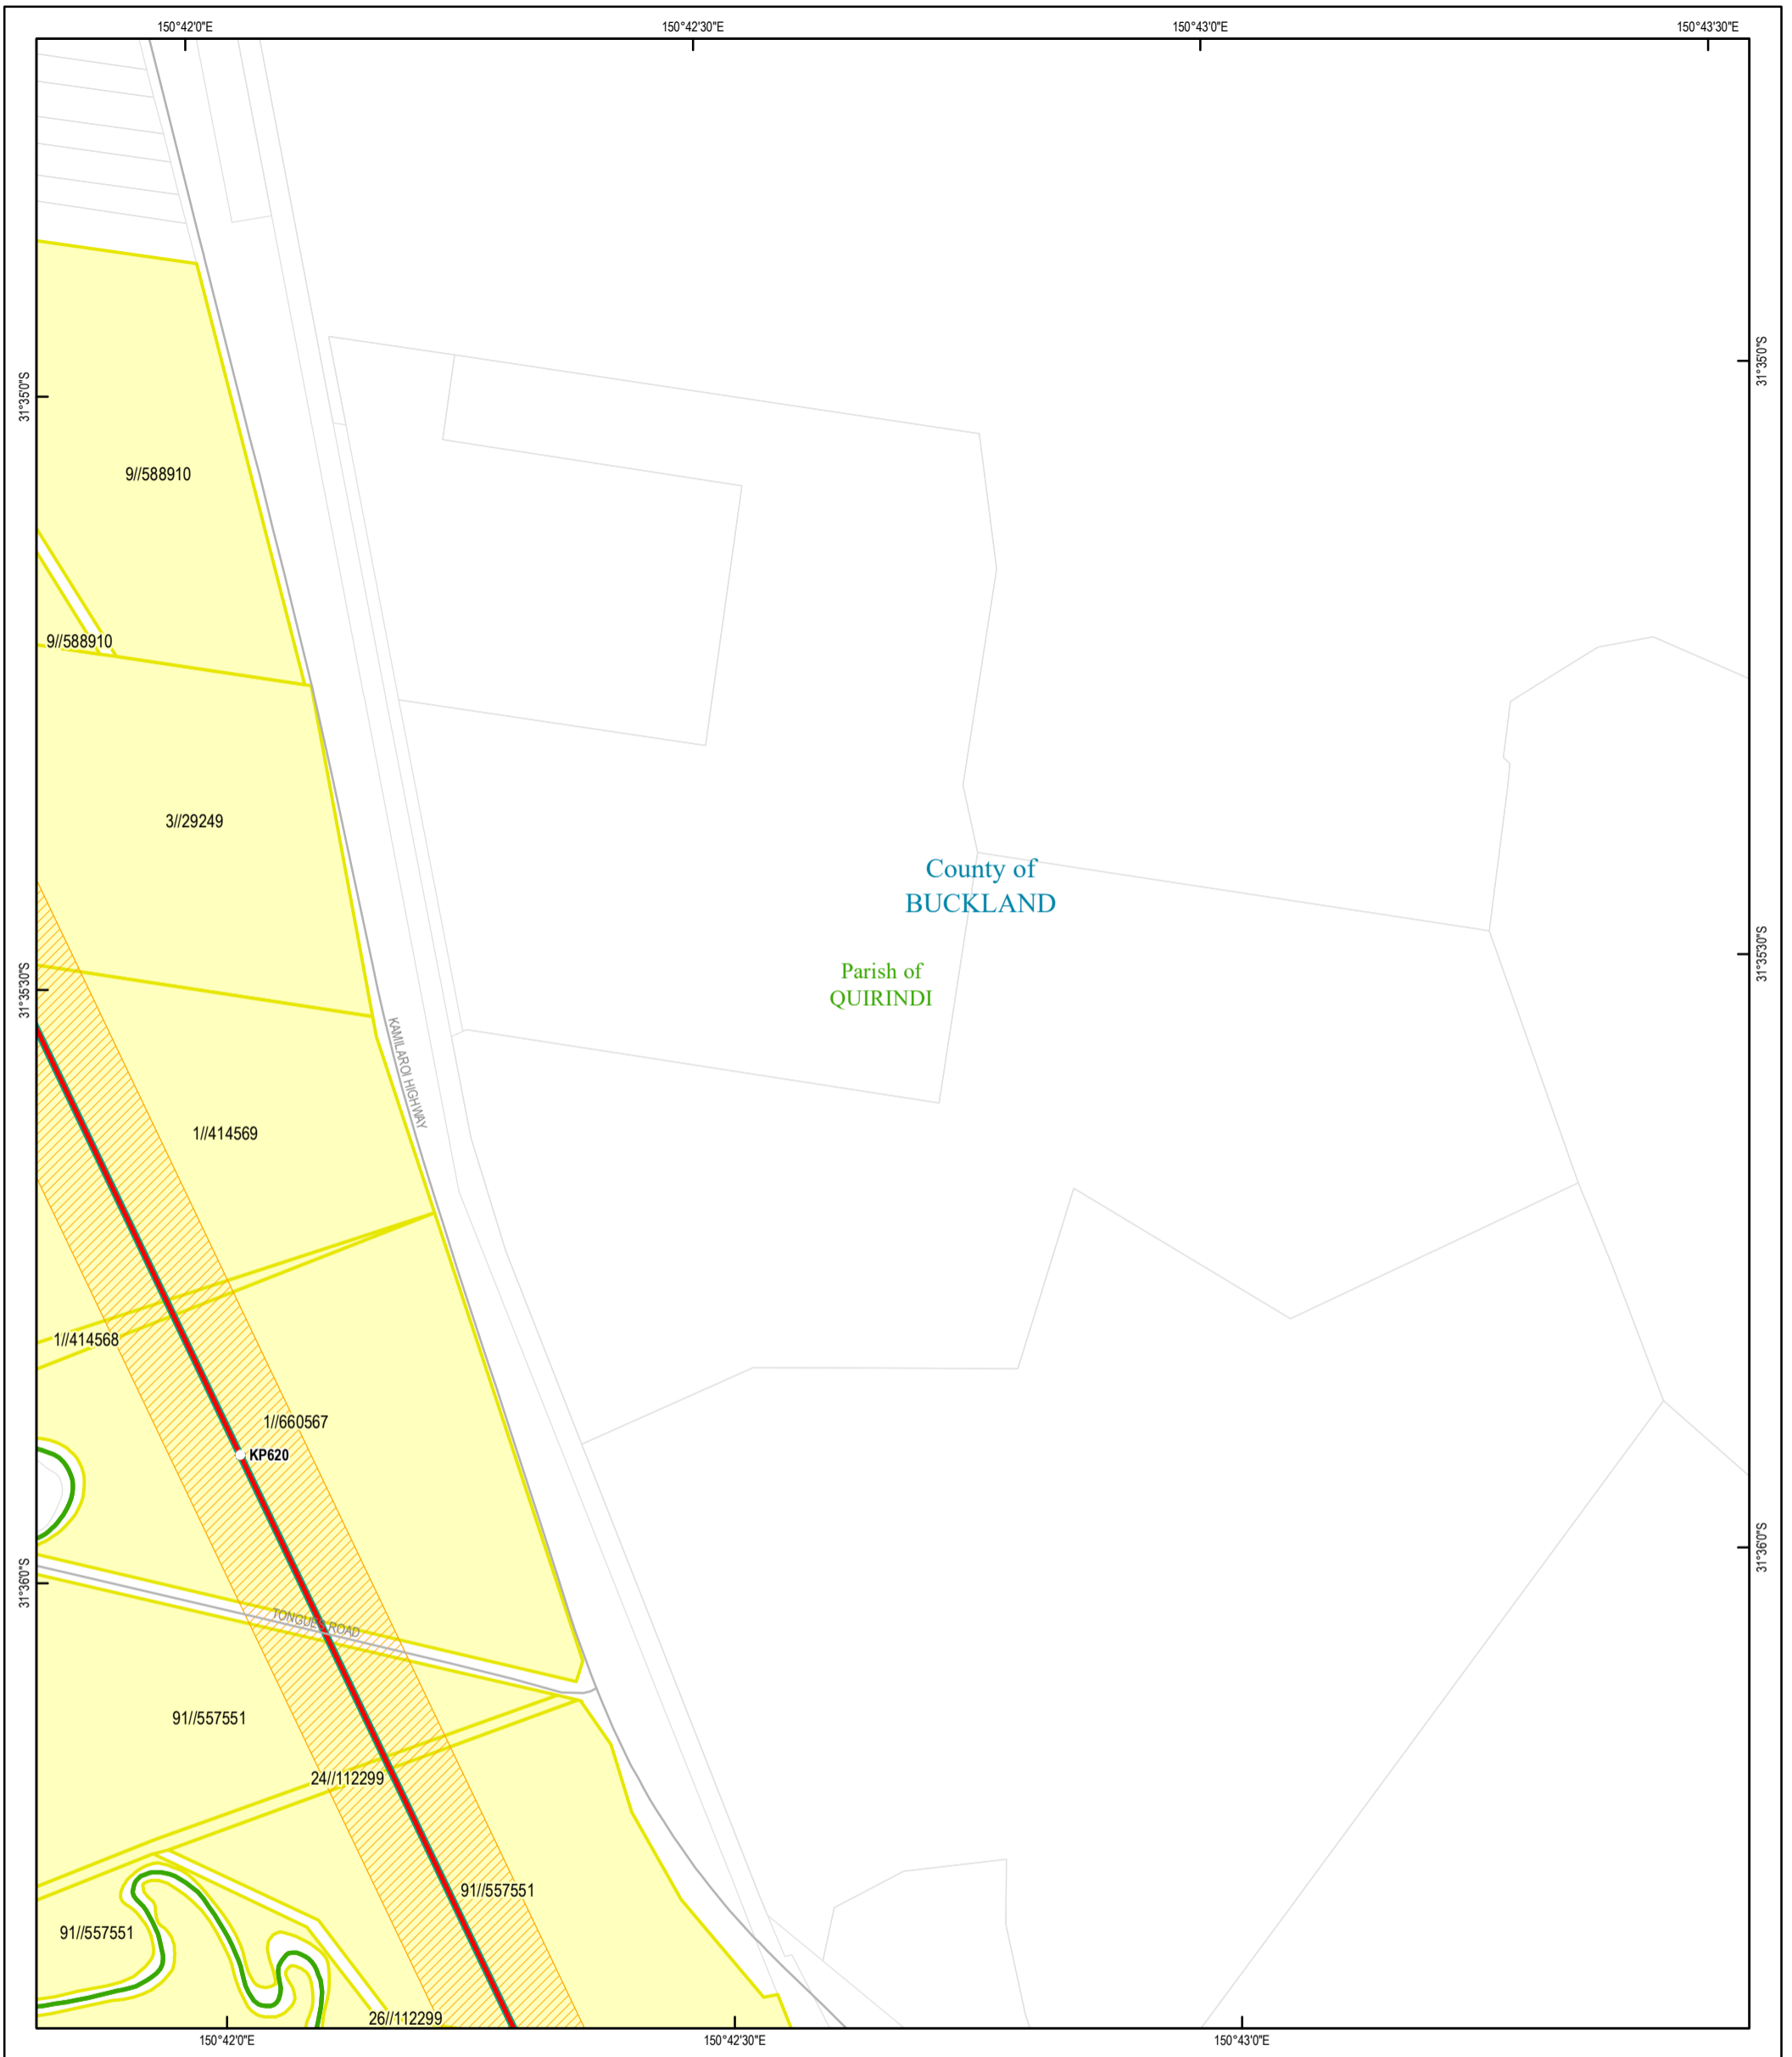 150°42'0"E
150°42'30"E
150°43'0"E
150°43'30"E
31°35'0"S
31°35'0"S
9//588910
9//588910
3//29249
County of
BUCKLAND
Parish of
QUIRINDI
31°35'30"S
31°35'30"S
KAMILAROI HIGHWAY
1//414569
1//414568
1//660567
KP620
31°36'0"S
31°36'0"S
ROAD
91//557551
24//112299
91//557551
91//557551
26//112299
150°42'0"E
150°42'30"E
150°43'0"E